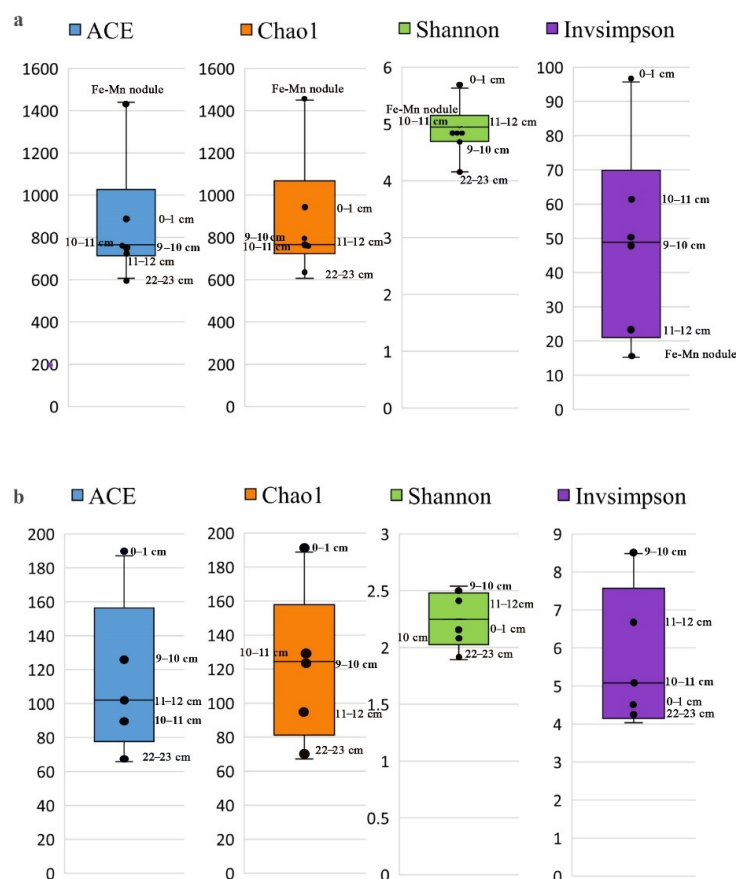 a
ACE
Chao1
Shannon
Invsimpson
1600
1400
1200
1000
800
600
400
200
0
Fe-Mn nodule
0–1 cm
10–11 cm
9–10 cm
11–12 cm
22–23 cm
1600
1400
1200
1000
800
600
400
200
0
Fe-Mn nodule
0–1 cm
9–10 cm
10–11 cm
11–12 cm
22–23 cm
6
5
4
3
2
1
0
0–1 cm
Fe-Mn nodule
10–11 cm
11–12 cm
9–10 cm
22–23 cm
100
90
80
70
60
50
40
30
20
10
0
0–1 cm
10–11 cm
9–10 cm
11–12 cm
Fe-Mn nodule
b
ACE
Chao1
Shannon
Invsimpson
200
180
160
140
120
100
80
60
40
20
0
0–1 cm
9–10 cm
11–12 cm
10–11 cm
22–23 cm
200
180
160
140
120
100
80
60
40
20
0
0–1 cm
10–11 cm
9–10 cm
11–12 cm
22–23 cm
3
2.5
2
1.5
1
0.5
0
9–10 cm
11–12cm
0–1 cm
10 cm
22–23 cm
9
8
7
6
5
4
3
2
1
0
9–10 cm
11–12 cm
10–11 cm
0–1 cm
22–23 cm